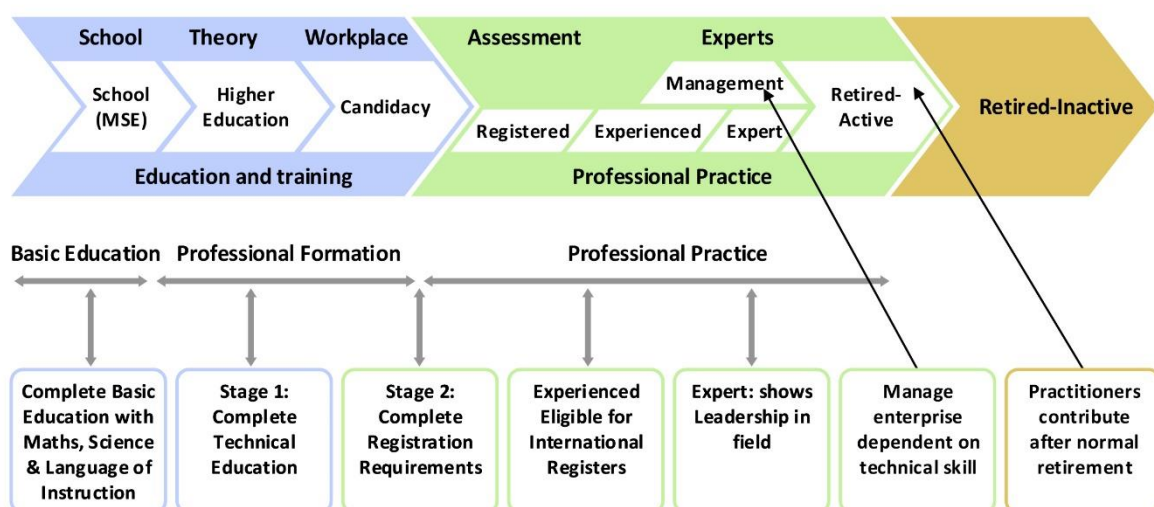 School Theory Workplace Assessment Experts
School
(MSE)
Higher
Education
Candidacy
Management
Registered Experienced Expert
Retired-
Active
Retired-Inactive
Education and training Professional Practice
Basic Education Professional Formation Professional Practice
Complete Basic
Education with
Maths, Science
& Language of
Instruction
Stage 1:
Complete
Technical
Education
Stage 2:
Complete
Registration
Requirements
Experienced
Eligible for
International
Registers
Expert: shows
Leadership in
field
Manage
enterprise
dependent on
technical skill
Practitioners
contribute
after normal
retirement